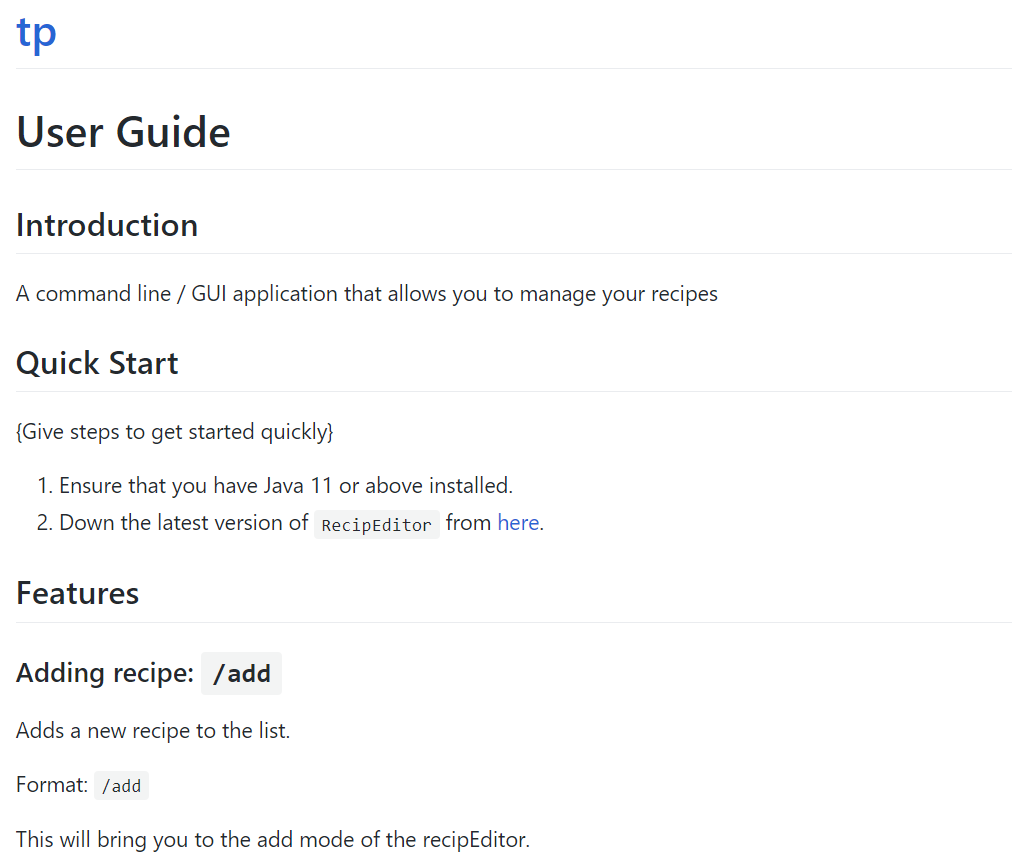 tp
User Guide
Introduction
A command line / GUI application that allows you to manage your recipes
Quick Start
{Give steps to get started quickly}
1. Ensure that you have Java 11 or above installed.
2. Down the latest version of RecipEditor from here.
Features
Adding recipe: /add
Adds a new recipe to the list.
Format: /add
This will bring you to the add mode of the recipEditor.